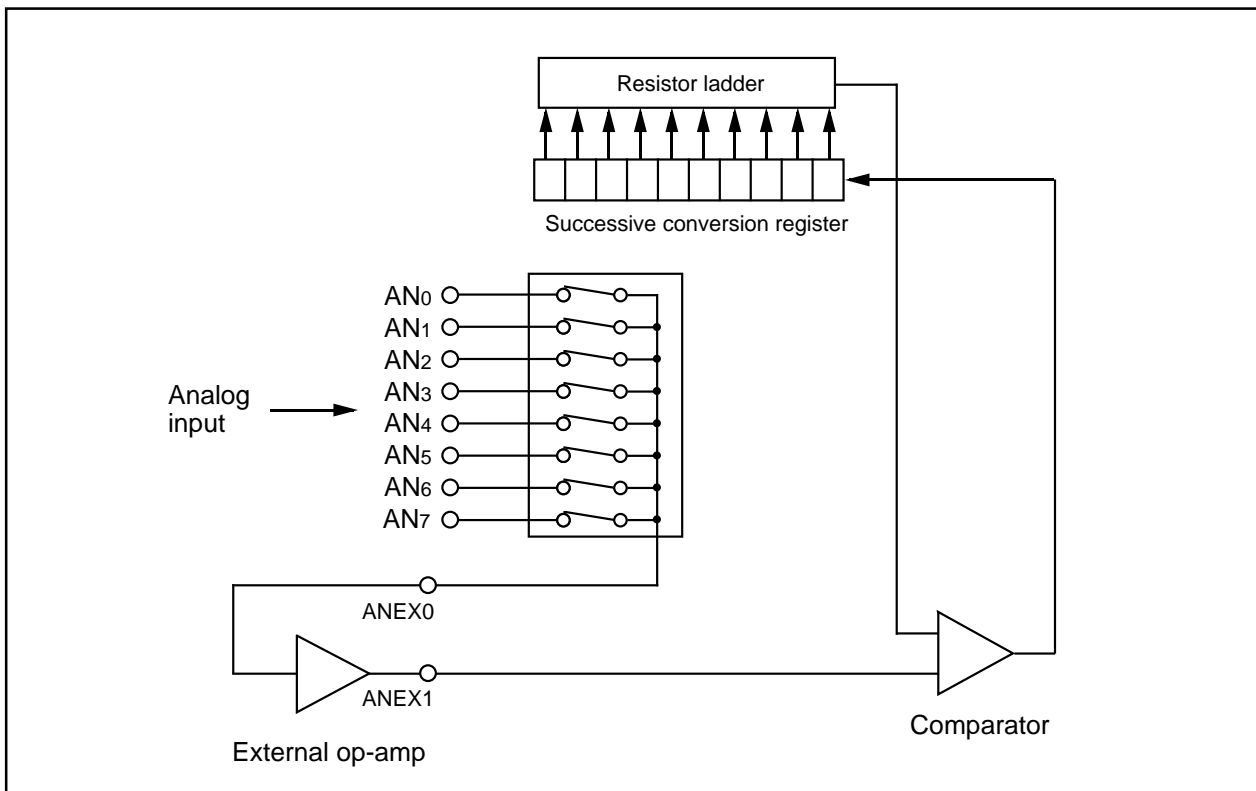 Resistor ladder
Successive conversion register
AN0
AN1
AN2
AN3
AN4
AN5
AN6
AN7
Analog
input
ANEX0
ANEX1
External op-amp
Comparator